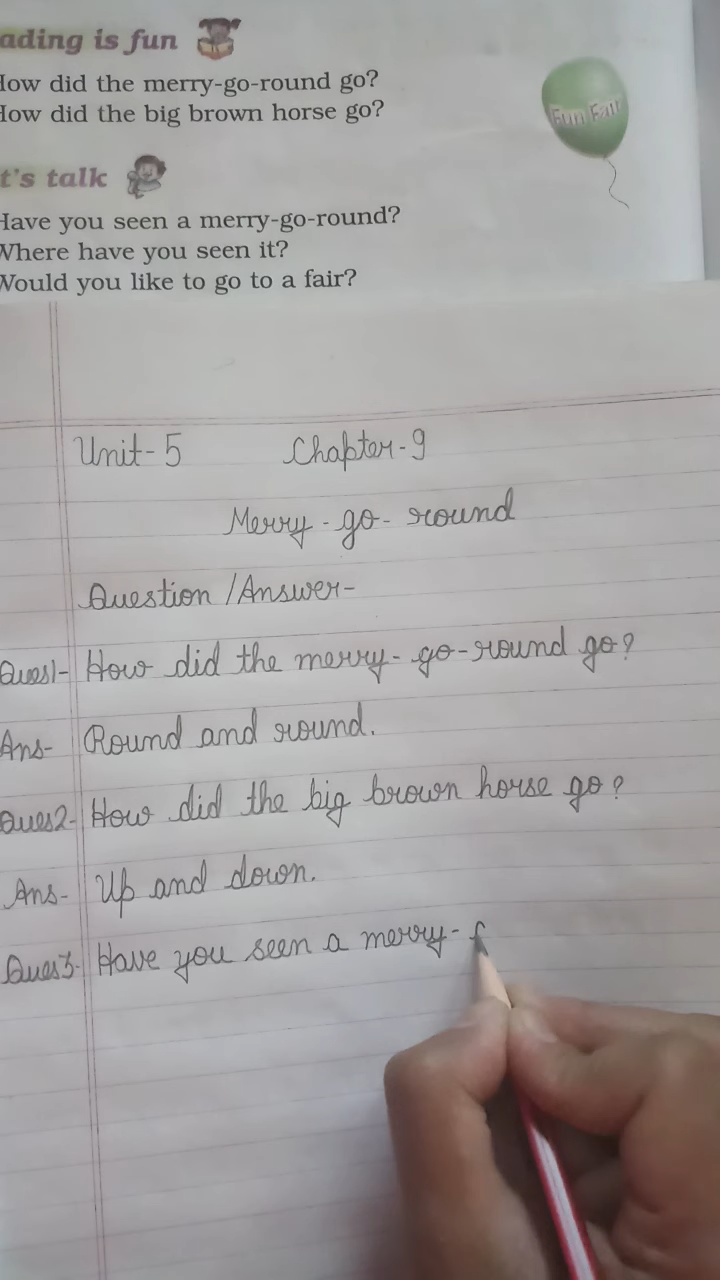 ading is fun
How did the merry-go-round go?
How did the big brown horse go?
Fun Fair
t's talk
Have you seen a merry-go-round?
Where have you seen it?
Would you like to go to a fair?
Unit-5 Chapter-9
Merry-go-round
Question/Answer-
Ques1- How did the merry-go-round go?
Ans- Round and round.
Ques2- How did the big brown horse go?
Ans- Up and down.
Ques3- Have you seen a merry-